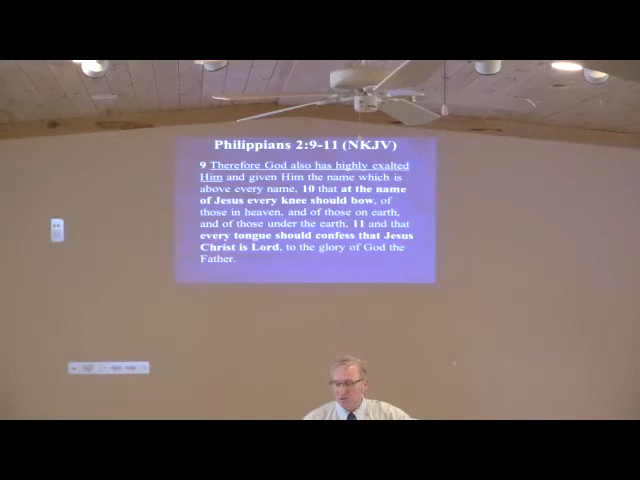 Philippians 2:9-11 (NKJV)
9 Therefore God also has highly exalted
Him and given Him the name which is
above every name, 10 that at the name
of Jesus every knee should bow, of
those in heaven, and of those on earth,
and of those under the earth, 11 and that
every tongue should confess that Jesus
Christ is Lord, to the glory of God the
Father.